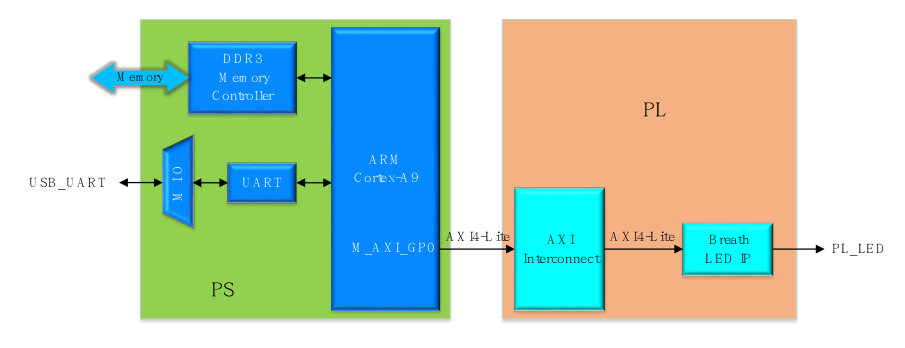 DDR3
Memory
Controller
Memory
PL
ARM
Cortex-A9
MIO
UART
USB_UART
M_AXI_GP0
AXI4-Lite
AXI
Interconnect
AXI4-Lite
Breath
LED IP
PL_LED
PS